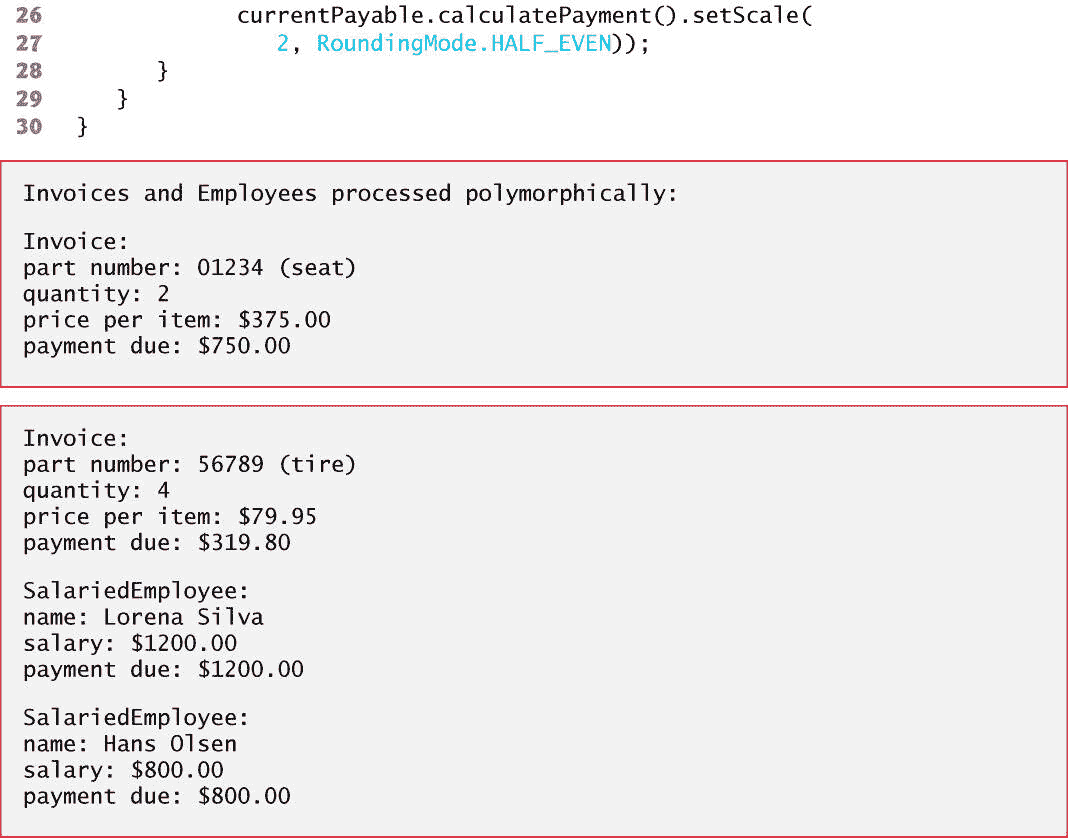 26 currentPayable.calculatePayment().setScale(
27 2, RoundingMode.HALF_EVEN));
28 }
29 }
30 }
Invoices and Employees processed polymorphically:
Invoice:
part number: 01234 (seat)
quantity: 2
price per item: $375.00
payment due: $750.00
Invoice:
part number: 56789 (tire)
quantity: 4
price per item: $79.95
payment due: $319.80
SalariedEmployee:
name: Lorena Silva
salary: $1200.00
payment due: $1200.00
SalariedEmployee:
name: Hans Olsen
salary: $800.00
payment due: $800.00